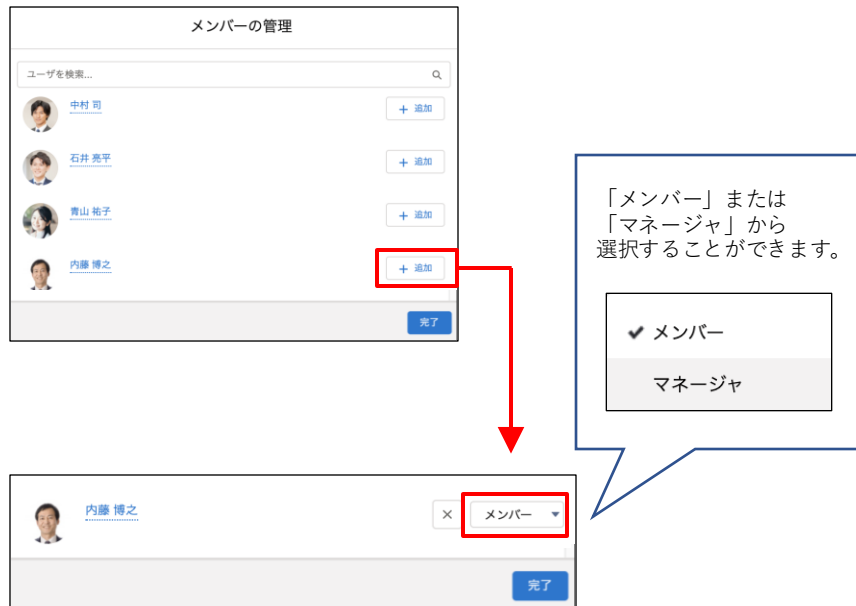 メンバーの管理
ユーザを検索...
中村 司
+ 追加
石井 亮平
+ 追加
青山 祐子
+ 追加
内藤 博之
+ 追加
完了
「メンバー」または
「マネージャ」から
選択することができます。
✔ メンバー
マネージャ
内藤 博之
× メンバー ▼
完了